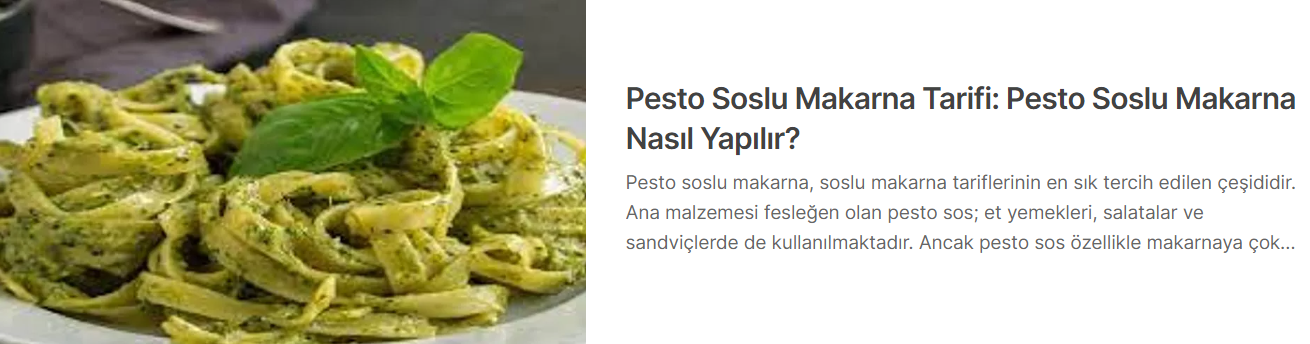 Pesto Soslu Makarna Tarifi: Pesto Soslu Makarna
Nasıl Yapılır?
Pesto soslu makarna, soslu makarna tariflerinin en sık tercih edilen çeşididir.
Ana malzemesi fesleğen olan pesto sos; et yemekleri, salatalar ve
sandviçlerde de kullanılmaktadır. Ancak pesto sos özellikle makarnaya çok...